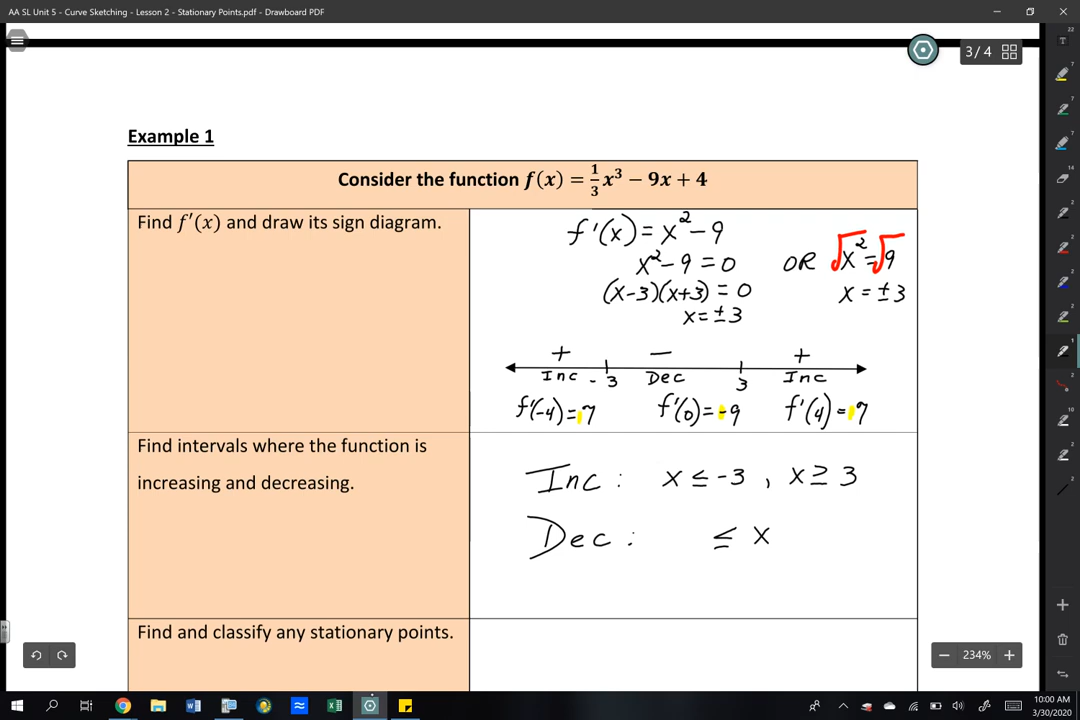 AA SL Unit 5 - Curve Sketching - Lesson 2 - Stationary Points.pdf - Drawboard PDF
3 / 4
Example 1
Consider the function f(x) = 1/3 x³ − 9x + 4
Find f′(x) and draw its sign diagram.
f'(x) = x² − 9
x² − 9 = 0 OR √x² = √9
(x−3)(x+3) = 0 x = ±3
x = ±3
+ − +
Inc -3 Dec 3 Inc
f'(-4) = 7 f'(0) = -9 f'(4) = 7
Find intervals where the function is
increasing and decreasing.
Inc : x ≤ -3 , x ≥ 3
Dec : ≤ x
Find and classify any stationary points.
234%
10:00 AM
3/30/2020